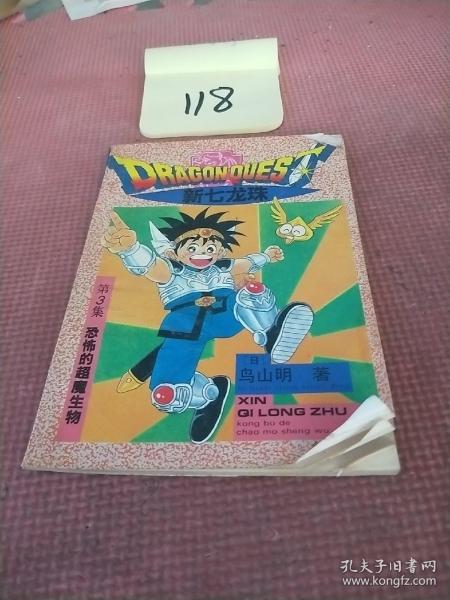 118
DRAGON QUEST
新七龙珠
第3集
恐怖的超魔生物
[日]
鸟山明 著
XIN
QI LONG ZHU
kong bu de
chao mo sheng wu
孔夫子旧书网
www.kongfz.com